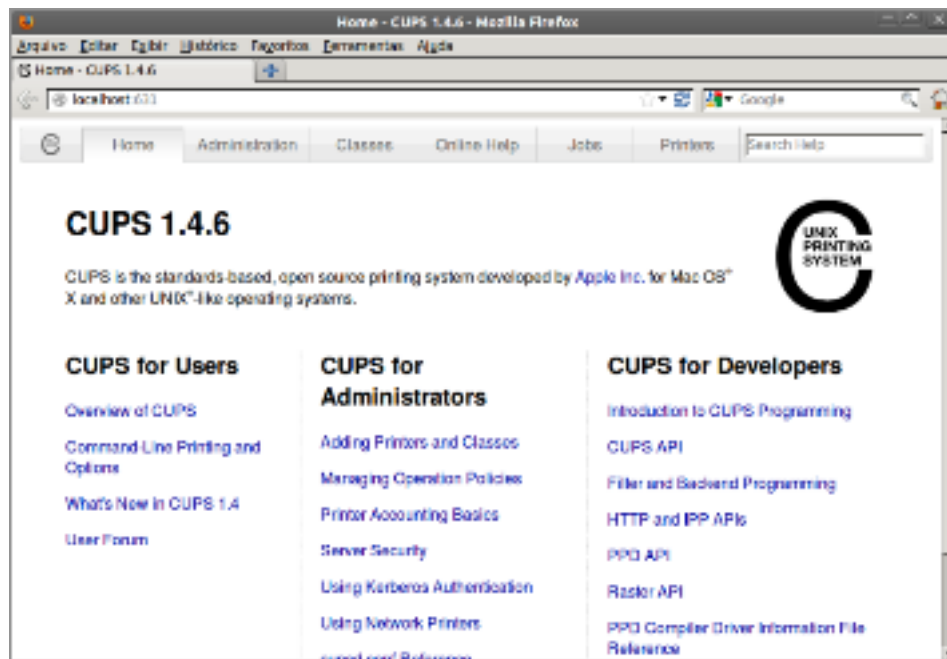 Home - CUPS 1.4.6 - Mozilla Firefox
Arquivo Editar Exibir Histórico Favoritos Ferramentas Ajuda
Home - CUPS 1.4.6
localhost:631 Google
Home Administration Classes Online Help Jobs Printers Search Help
CUPS 1.4.6
UNIX
PRINTING
SYSTEM
CUPS is the standards-based, open source printing system developed by Apple Inc. for Mac OS®
X and other UNIX®-like operating systems.
CUPS for Users
Overview of CUPS
Command-Line Printing and
Options
What's New in CUPS 1.4
User Forum
CUPS for
Administrators
Adding Printers and Classes
Managing Operation Policies
Printer Accounting Basics
Server Security
Using Kerberos Authentication
Using Network Printers
cupsd.conf Reference
CUPS for Developers
Introduction to CUPS Programming
CUPS API
Filter and Backend Programming
HTTP and IPP APIs
PPD API
Raster API
PPD Compiler Driver Information File
Reference